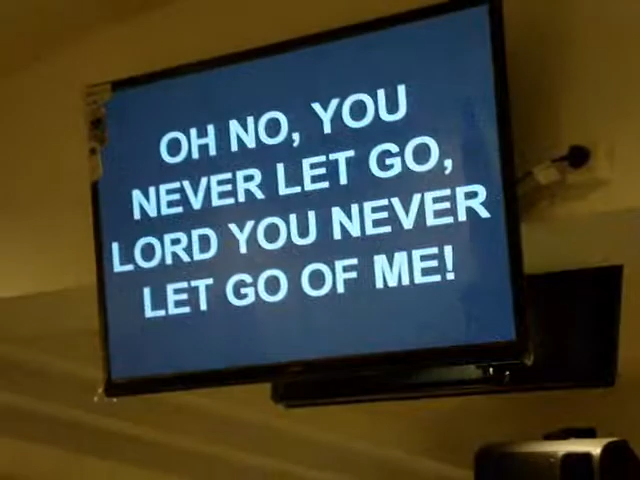 OH NO, YOU
NEVER LET GO,
LORD YOU NEVER
LET GO OF ME!